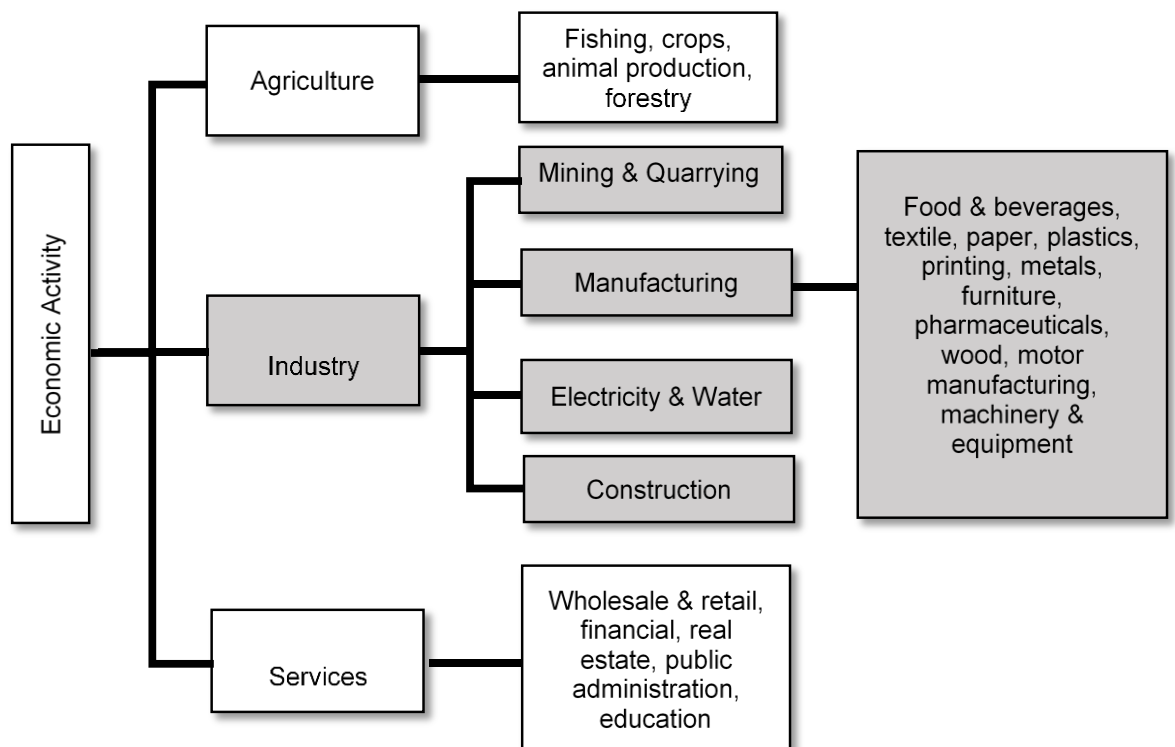 Economic Activity
Agriculture
Fishing, crops,
animal production,
forestry
Industry
Mining & Quarrying
Manufacturing
Food & beverages,
textile, paper, plastics,
printing, metals,
furniture,
pharmaceuticals,
wood, motor
manufacturing,
machinery &
equipment
Electricity & Water
Construction
Services
Wholesale & retail,
financial, real
estate, public
administration,
education